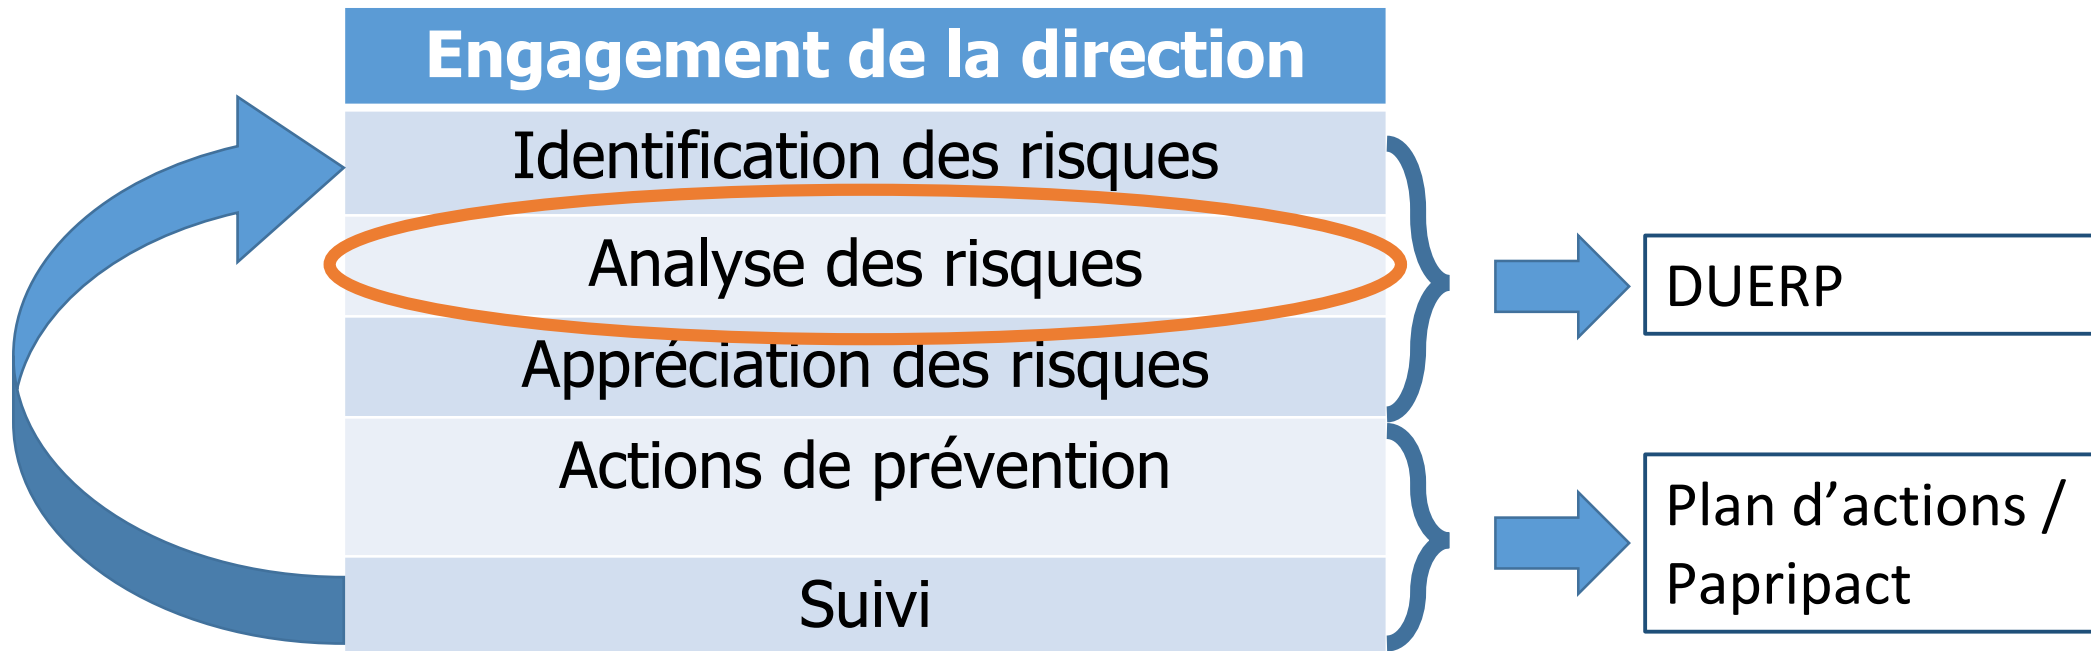 Engagement de la direction
Identification des risques
Analyse des risques
Appréciation des risques
Actions de prévention
Suivi
DUERP
Plan d’actions /
Papripact